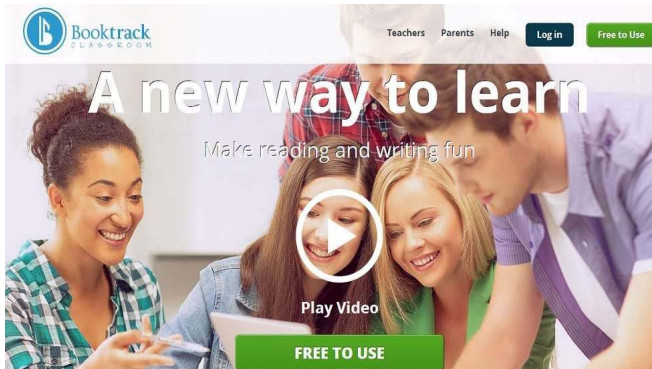 Booktrack
CLASSROOM
Teachers Parents Help Log in Free to Use
A new way to learn
Make reading and writing fun
Play Video
FREE TO USE